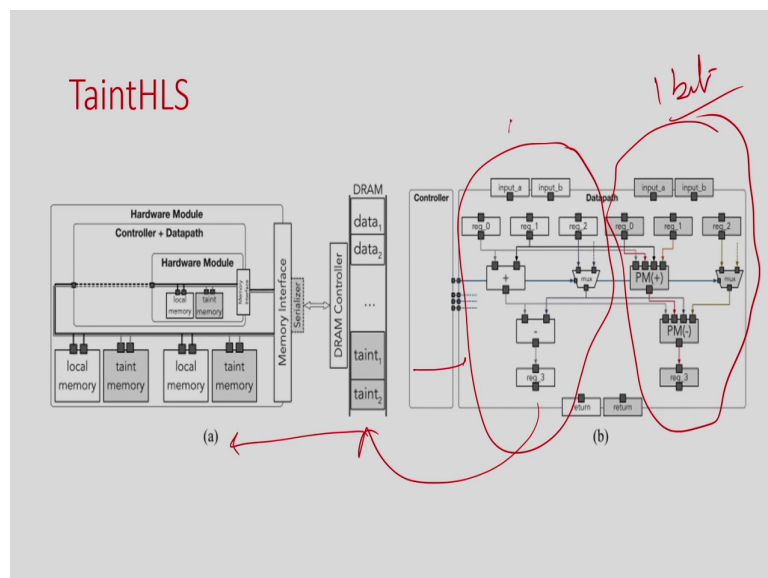 TaintHLS
1 bit
DRAM
Controller
input_a
input_b
Datapath
input_a
input_b
Hardware Module
Controller + Datapath
Hardware Module
local
memory
taint
memory
Memory
Interface
local
memory
taint
memory
local
memory
taint
memory
Memory Interface
Serializer
DRAM Controller
data1
data2
...
taint1
taint2
reg_0
reg_1
reg_2
reg_0
reg_1
reg_2
+
mux
PM(+)
mux
-
PM(-)
reg_3
reg_3
return
return
(a)
(b)